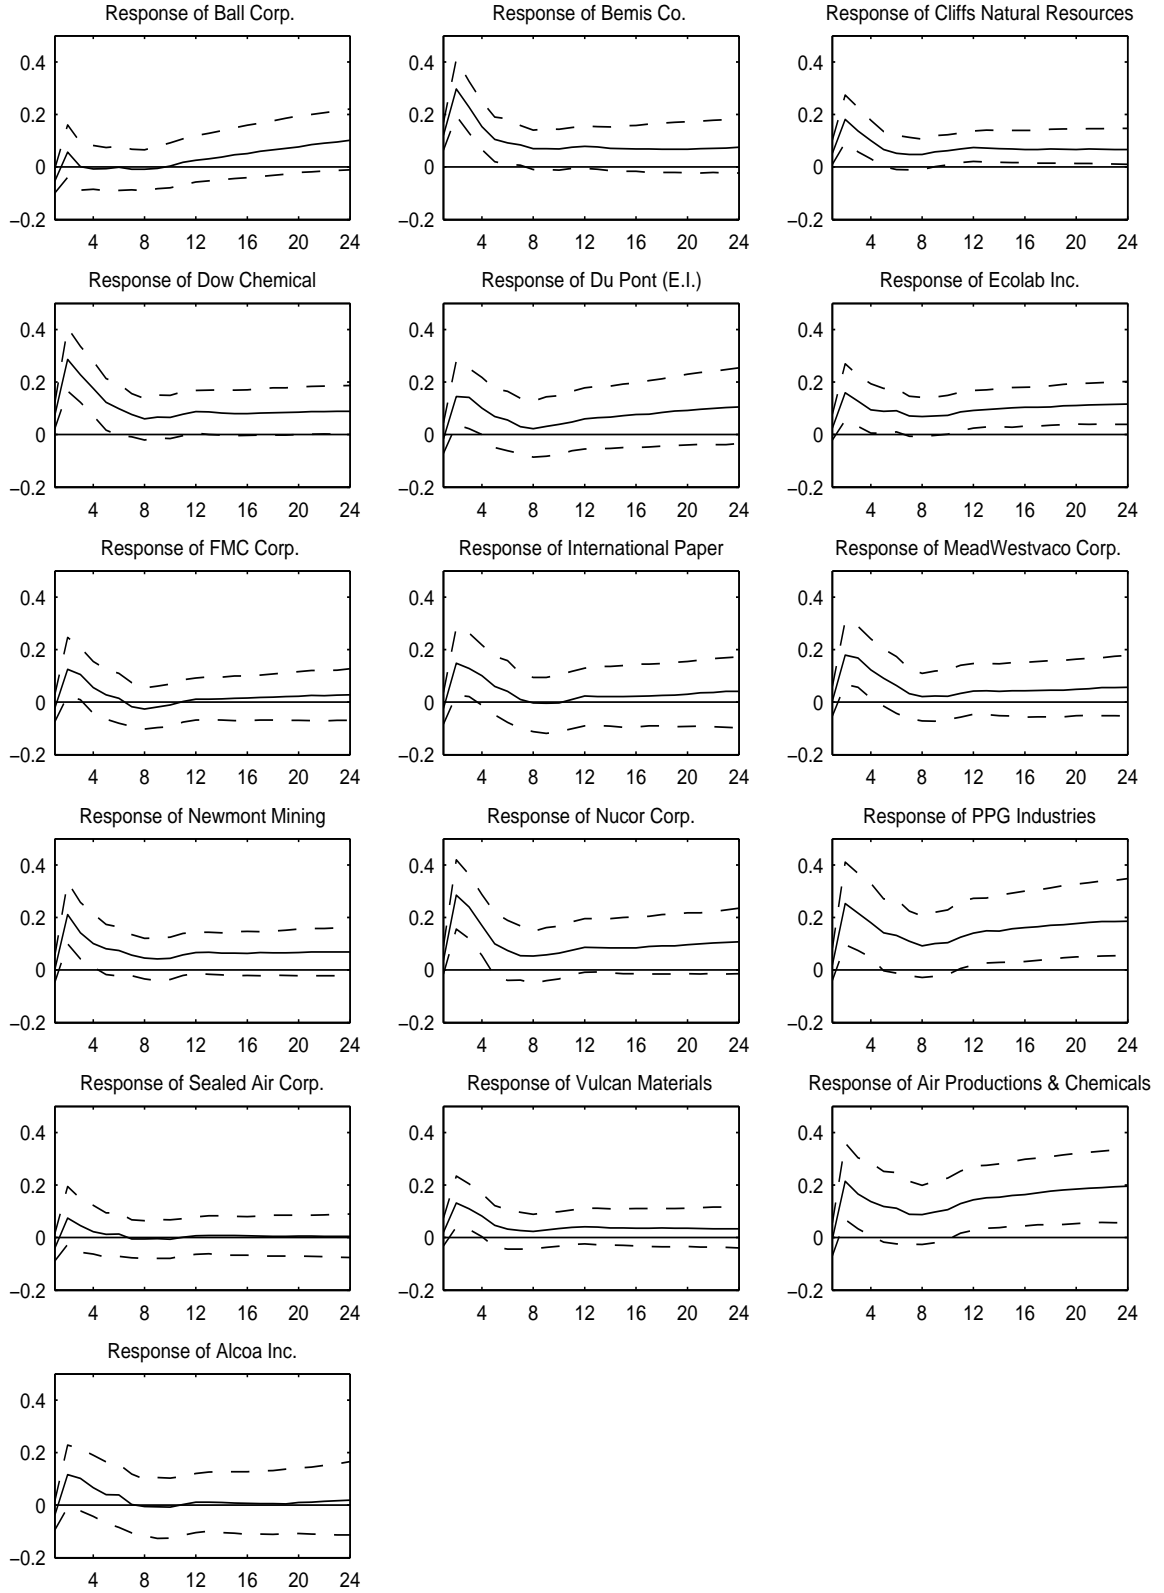 Response of Ball Corp.
Response of Bemis Co.
Response of Cliffs Natural Resources
0.4
0.2
0
−0.2
4 8 12 16 20 24
0.4
0.2
0
−0.2
4 8 12 16 20 24
0.4
0.2
0
−0.2
4 8 12 16 20 24
Response of Dow Chemical
Response of Du Pont (E.I.)
Response of Ecolab Inc.
0.4
0.2
0
−0.2
4 8 12 16 20 24
0.4
0.2
0
−0.2
4 8 12 16 20 24
0.4
0.2
0
−0.2
4 8 12 16 20 24
Response of FMC Corp.
Response of International Paper
Response of MeadWestvaco Corp.
0.4
0.2
0
−0.2
4 8 12 16 20 24
0.4
0.2
0
−0.2
4 8 12 16 20 24
0.4
0.2
0
−0.2
4 8 12 16 20 24
Response of Newmont Mining
Response of Nucor Corp.
Response of PPG Industries
0.4
0.2
0
−0.2
4 8 12 16 20 24
0.4
0.2
0
−0.2
4 8 12 16 20 24
0.4
0.2
0
−0.2
4 8 12 16 20 24
Response of Sealed Air Corp.
Response of Vulcan Materials
Response of Air Productions & Chemicals
0.4
0.2
0
−0.2
4 8 12 16 20 24
0.4
0.2
0
−0.2
4 8 12 16 20 24
0.4
0.2
0
−0.2
4 8 12 16 20 24
Response of Alcoa Inc.
0.4
0.2
0
−0.2
4 8 12 16 20 24